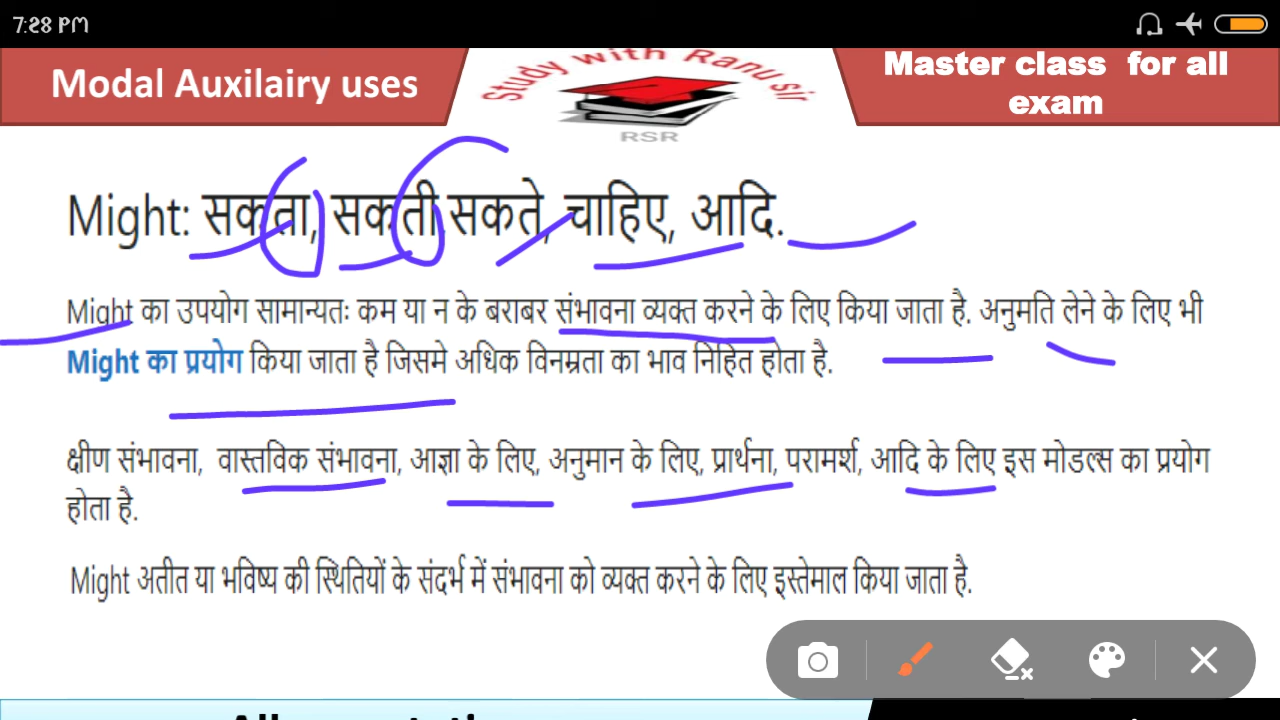 7:28 PM
Modal Auxilairy uses
Study with Ranu sir
RSR
Master class for all
exam
Might: सकता, सकती सकते, चाहिए, आदि.
Might का उपयोग सामान्यतः कम या न के बराबर संभावना व्यक्त करने के लिए किया जाता है. अनुमति लेने के लिए भी
Might का प्रयोग किया जाता है जिसमे अधिक विनम्रता का भाव निहित होता है.
क्षीण संभावना, वास्तविक संभावना, आज्ञा के लिए, अनुमान के लिए, प्रार्थना, परामर्श, आदि के लिए इस मोडल्स का प्रयोग
होता है.
Might अतीत या भविष्य की स्थितियों के संदर्भ में संभावना को व्यक्त करने के लिए इस्तेमाल किया जाता है.